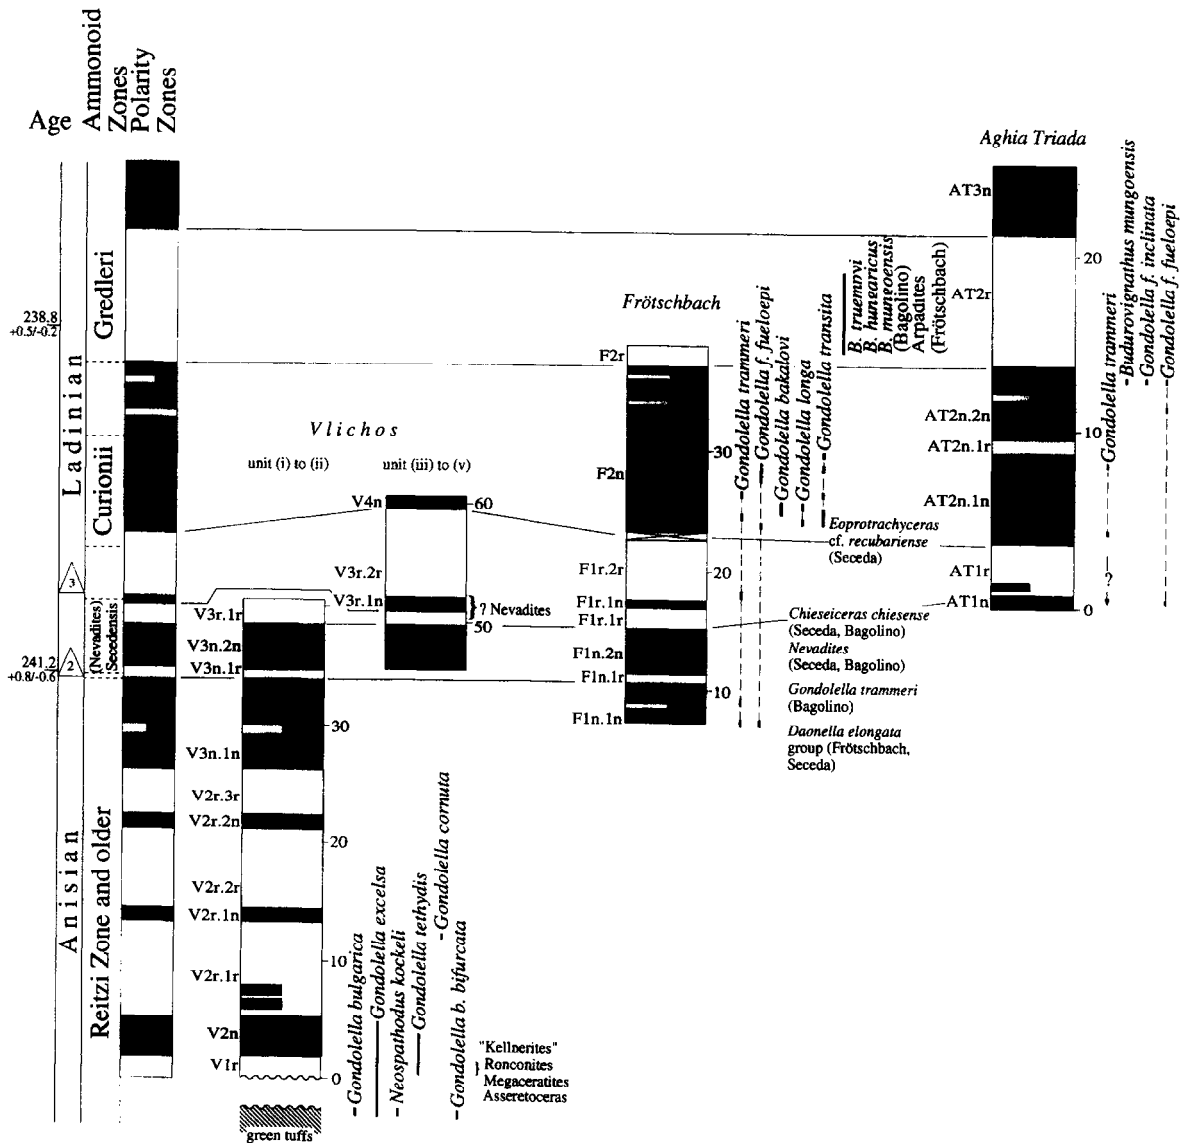 Age
Ammonoid
Zones
Polarity
Zones
Ladinian
Anisian
Gredleri
Curionii
(Nevadites)
Secedensis
Reitzi Zone and older
238.8
+0.5/-0.2
3
241.2
+0.8/-0.6
2
Vlichos
unit (i) to (ii)
unit (iii) to (v)
V3r.1r
V3n.2n
V3n.1r
V3n.1n
V2r.3r
V2r.2n
V2r.2r
V2r.1n
V2r.1r
V2n
V1r
30
20
10
0
green tuffs
V4n
V3r.2r
V3r.1n
60
50
? Nevadites
Gondolella bulgarica
Gondolella excelsa
Neospathodus kockeli
Gondolella tethydis
Gondolella cornuta
Gondolella b. bifurcata
"Kellnerites"
Ronconites
Megaceratites
Asseretoceras
Frötschbach
F2r
F2n
F1r.2r
F1r.1n
F1r.1r
F1n.2n
F1n.1r
F1n.1n
30
20
10
Gondolella trammeri
Gondolella f. fueloepi
Gondolella bakalovi
Gondolella longa
Gondolella transita
B. truempyi
B. hungaricus
B. mungoensis
(Bagolino)
Arpadites
(Frötschbach)
Eoprotrachyceras
cf. recubariense
(Seceda)
Chieseiceras chiesense
(Seceda, Bagolino)
Nevadites
(Seceda, Bagolino)
Gondolella trammeri
(Bagolino)
Daonella elongata
group (Frötschbach,
Seceda)
Aghia Triada
AT3n
AT2r
AT2n.2n
AT2n.1r
AT2n.1n
AT1r
AT1n
20
10
0
Gondolella trammeri
?
Budurovignathus mungoensis
Gondolella f. inclinata
Gondolella f. fueloepi